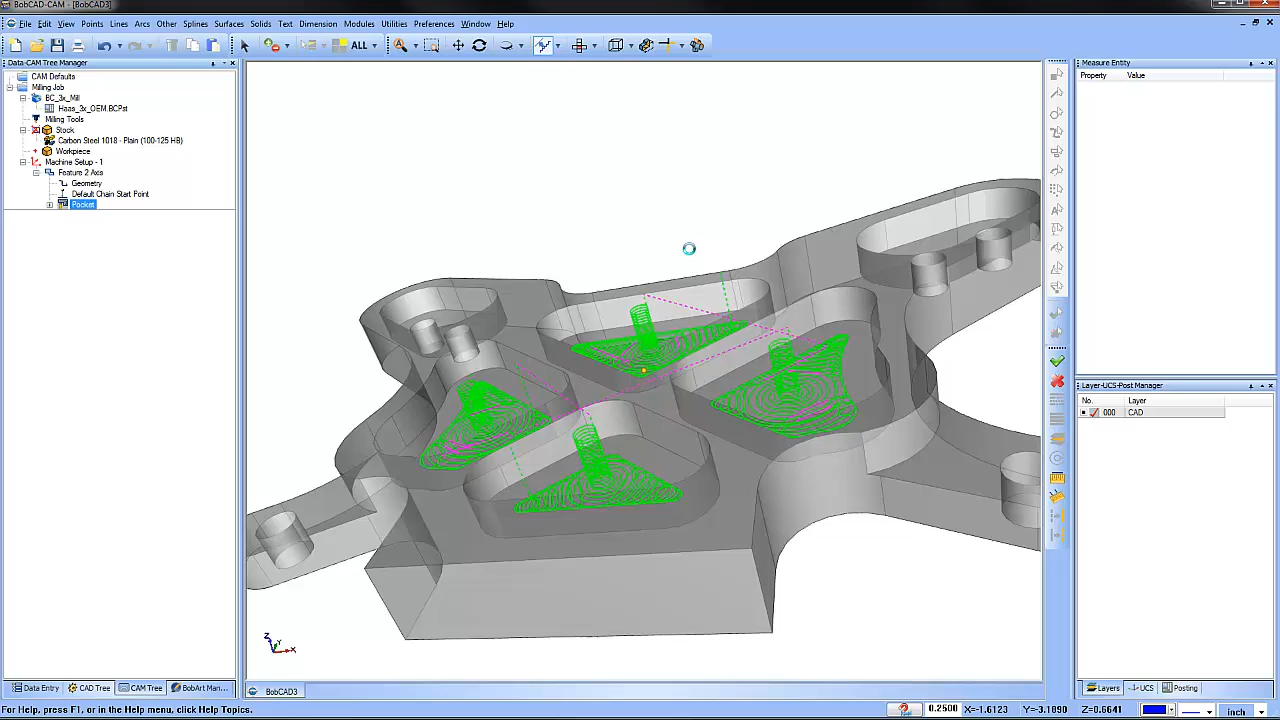 BobCAD-CAM - [BobCAD3]
File Edit View Points Lines Arcs Other Splines Surfaces Solids Text Dimension Modules Utilities Preferences Window Help
ALL
Data-CAM Tree Manager
CAM Defaults
Milling Job
BC_3x_Mill
Haas_3x_OEM.BCPst
Milling Tools
Stock
Carbon Steel 1018 - Plain (100-125 HB)
Workpiece
Machine Setup - 1
Feature 2 Axis
Geometry
Default Chain Start Point
Pocket
Measure Entity
Property Value
Layer-UCS-Post Manager
No. Layer
000 CAD
Z
Y
X
Data Entry CAD Tree CAM Tree BobArt Man...
BobCAD3
Layers UCS Posting
For Help, press F1, or in the Help menu, click Help Topics.
0.2500 X=-1.6123 Y=-3.1890 Z=0.6641 inch